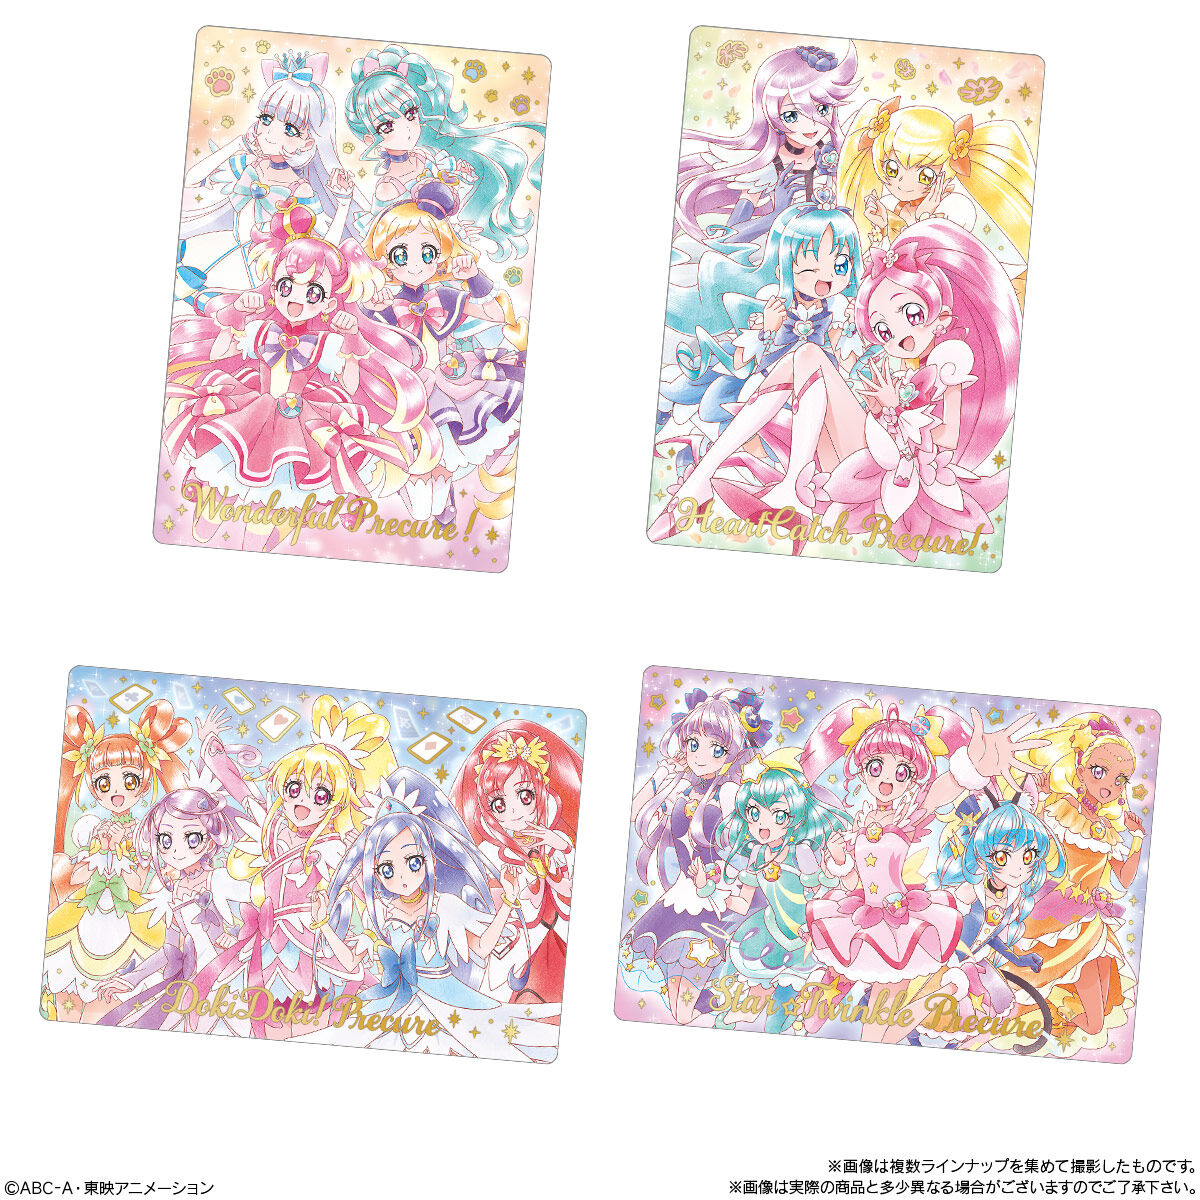 Wonderful Precure!
HeartCatch Precure!
DokiDoki! Precure
Star☆Twinkle Precure
※画像は複数ラインナップを集めて撮影したものです。
©ABC-A・東映アニメーション
※画像は実際の商品と多少異なる場合がございますのでご了承下さい。